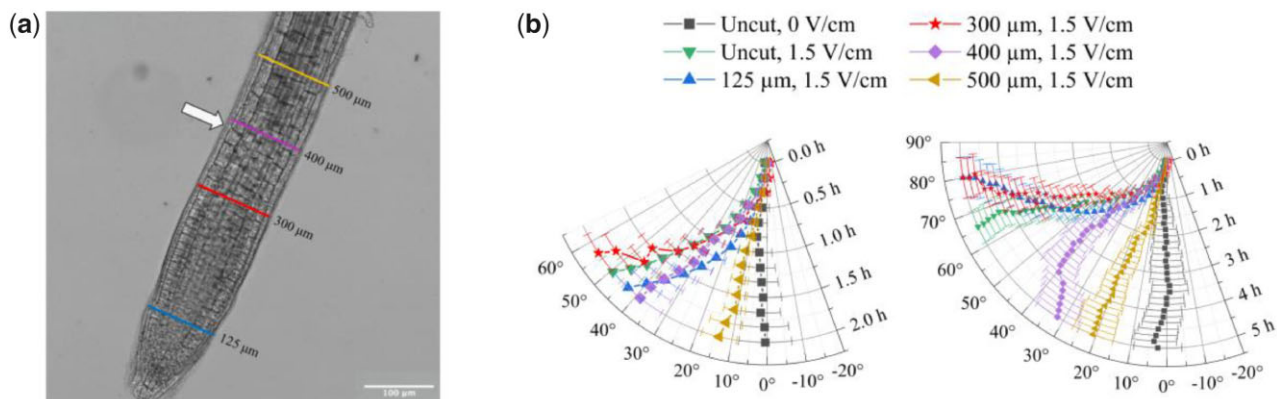 (a)
500 µm
400 µm
300 µm
125 µm
100 µm
(b)
Uncut, 0 V/cm
Uncut, 1.5 V/cm
125 µm, 1.5 V/cm
300 µm, 1.5 V/cm
400 µm, 1.5 V/cm
500 µm, 1.5 V/cm
0.0 h
0.5 h
1.0 h
1.5 h
2.0 h
60°
50°
40°
30°
20°
10°
0°
-10°
-20°
90°
80°
70°
60°
50°
40°
30°
20°
10°
0°
-10°
-20°
0 h
1 h
2 h
3 h
4 h
5 h